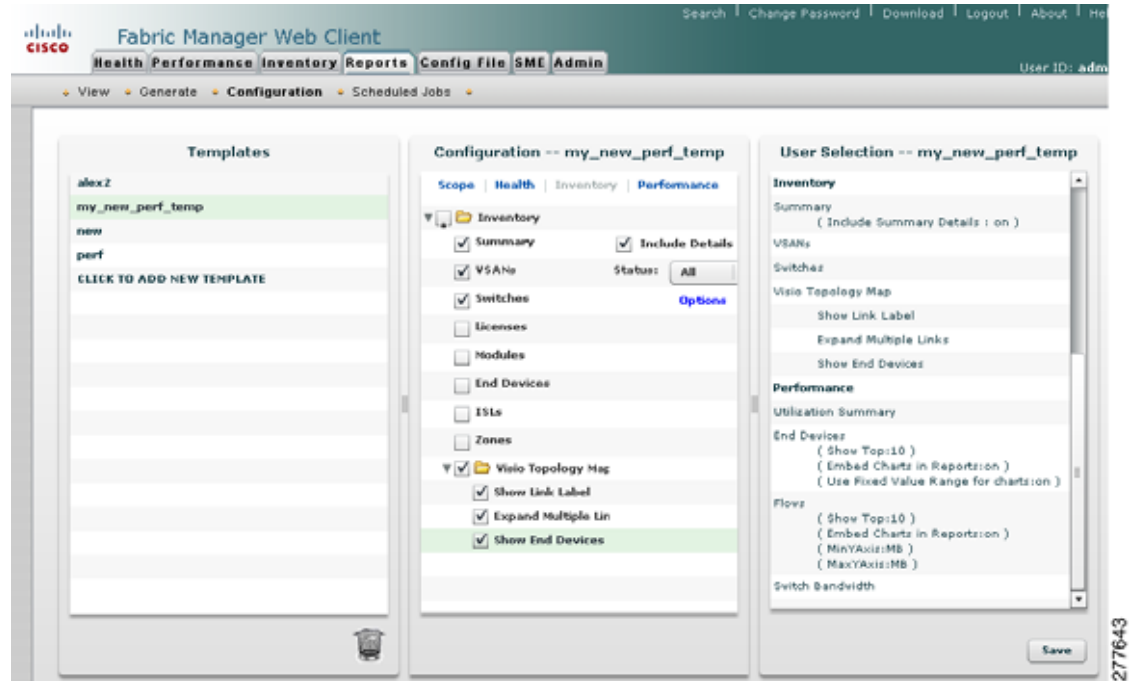 Search | Change Password | Download | Logout | About | Hel
CISCO
Fabric Manager Web Client
Health Performance Inventory Reports Config File SME Admin
User ID: adm
View Generate Configuration Scheduled Jobs
Templates
alex2
my_new_perf_temp
new
perf
CLICK TO ADD NEW TEMPLATE
Configuration -- my_new_perf_temp
Scope | Health | Inventory | Performance
Inventory
Summary Include Details
VSANs Status: All
Switches Options
Licenses
Modules
End Devices
ISLs
Zones
Visio Topology Map
Show Link Label
Expand Multiple Lin
Show End Devices
User Selection -- my_new_perf_temp
Inventory
Summary
( Include Summary Details : on )
VSANs
Switches
Visio Topology Map
Show Link Label
Expand Multiple Links
Show End Devices
Performance
Utilization Summary
End Devices
( Show Top:10 )
( Embed Charts in Reports:on )
( Use Fixed Value Range for charts:on )
Flows
( Show Top:10 )
( Embed Charts in Reports:on )
( MinYAxis:MB )
( MaxYAxis:MB )
Switch Bandwidth
Save
277643